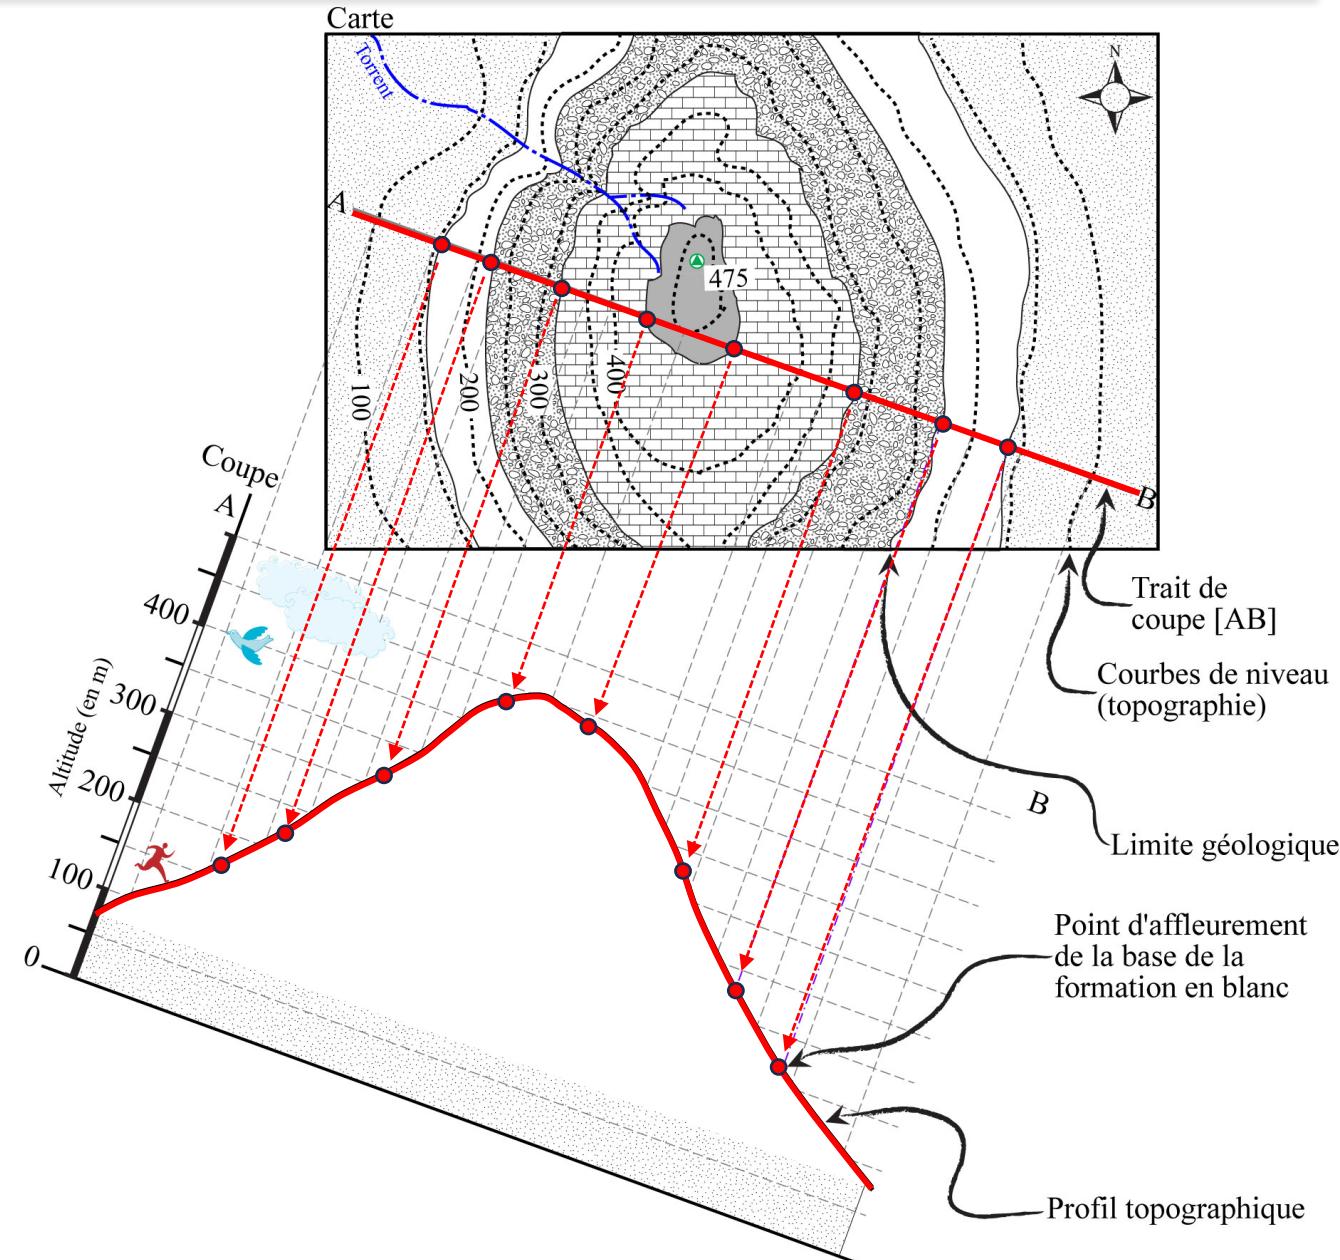 Carte
Torrent
N
A
475
100
200
300
400
B
Coupe
A
400
300
200
100
0
Altitude (en m)
B
Trait de
coupe [AB]
Courbes de niveau
(topographie)
Limite géologique
Point d'affleurement
de la base de la
formation en blanc
Profil topographique